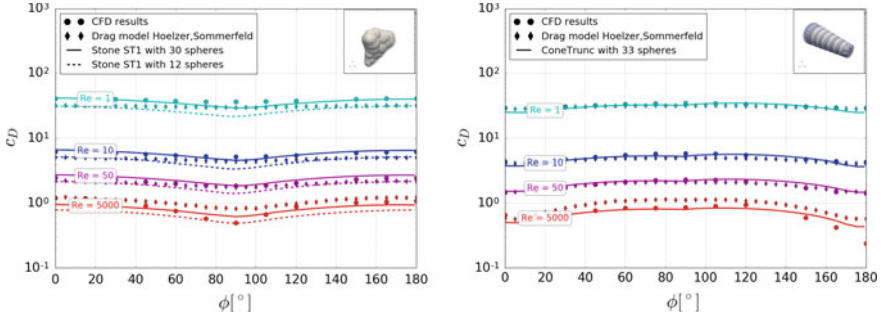 10³
10²
10¹
10⁰
10⁻¹
c_D
CFD results
Drag model Hoelzer,Sommerfeld
Stone ST1 with 30 spheres
Stone ST1 with 12 spheres
Re = 1
Re = 10
Re = 50
Re = 5000
0 20 40 60 80 100 120 140 160 180
ϕ[°]
10³
10²
10¹
10⁰
10⁻¹
c_D
CFD results
Drag model Hoelzer,Sommerfeld
ConeTrunc with 33 spheres
Re = 1
Re = 10
Re = 50
Re = 5000
0 20 40 60 80 100 120 140 160 180
ϕ[°]